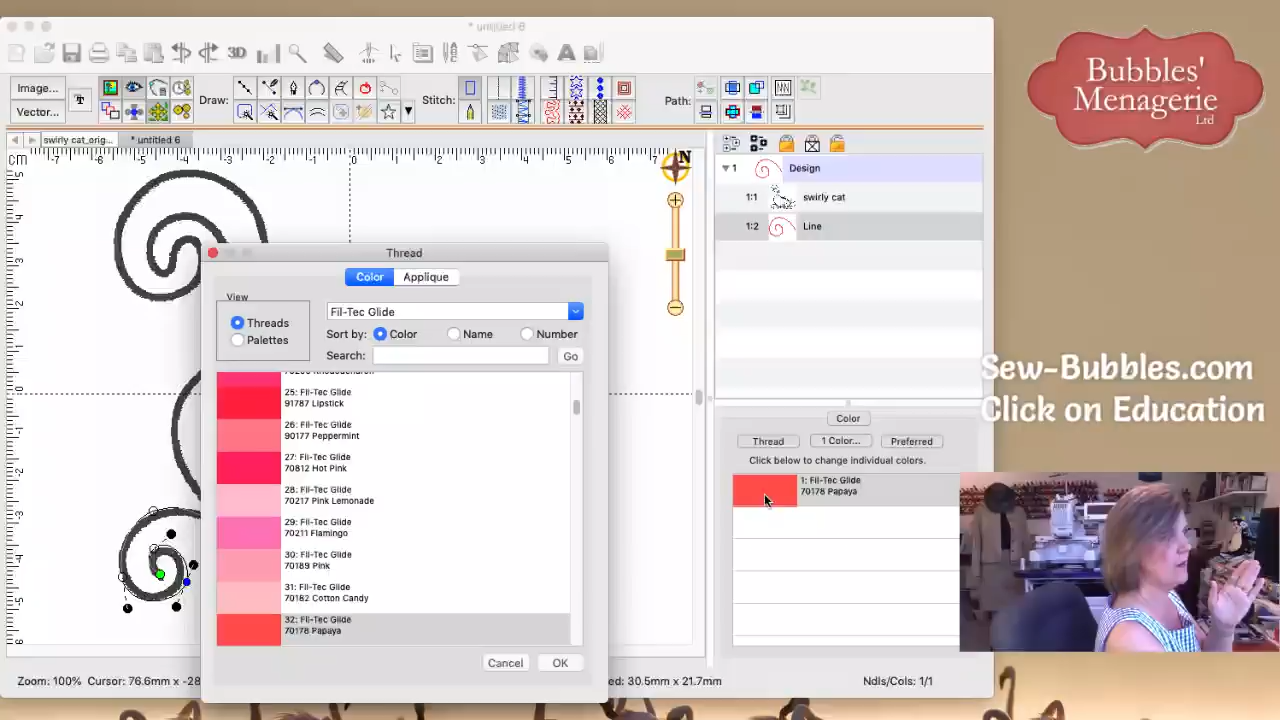 * untitled 6
Bubbles'
Menagerie
Ltd
3D
A
Image...
Vector...
T
Draw:
Stitch:
Path:
swirly cat_orig...
* untitled 6
cm
N
1 Design
1:1 swirly cat
1:2 Line
Thread
Color
Applique
View
Threads
Palettes
Fil-Tec Glide
Sort by:
Color
Name
Number
Search:
Go
25: Fil-Tec Glide
91787 Lipstick
26: Fil-Tec Glide
90177 Peppermint
27: Fil-Tec Glide
70812 Hot Pink
28: Fil-Tec Glide
70217 Pink Lemonade
29: Fil-Tec Glide
70211 Flamingo
30: Fil-Tec Glide
70189 Pink
31: Fil-Tec Glide
70182 Cotton Candy
32: Fil-Tec Glide
70178 Papaya
Cancel
OK
Color
Thread
1 Color...
Preferred
Click below to change individual colors.
1: Fil-Tec Glide
70178 Papaya
Sew-Bubbles.com
Click on Education
Zoom: 100% Cursor: 76.6mm x -28
ed: 30.5mm x 21.7mm
Ndls/Cols: 1/1